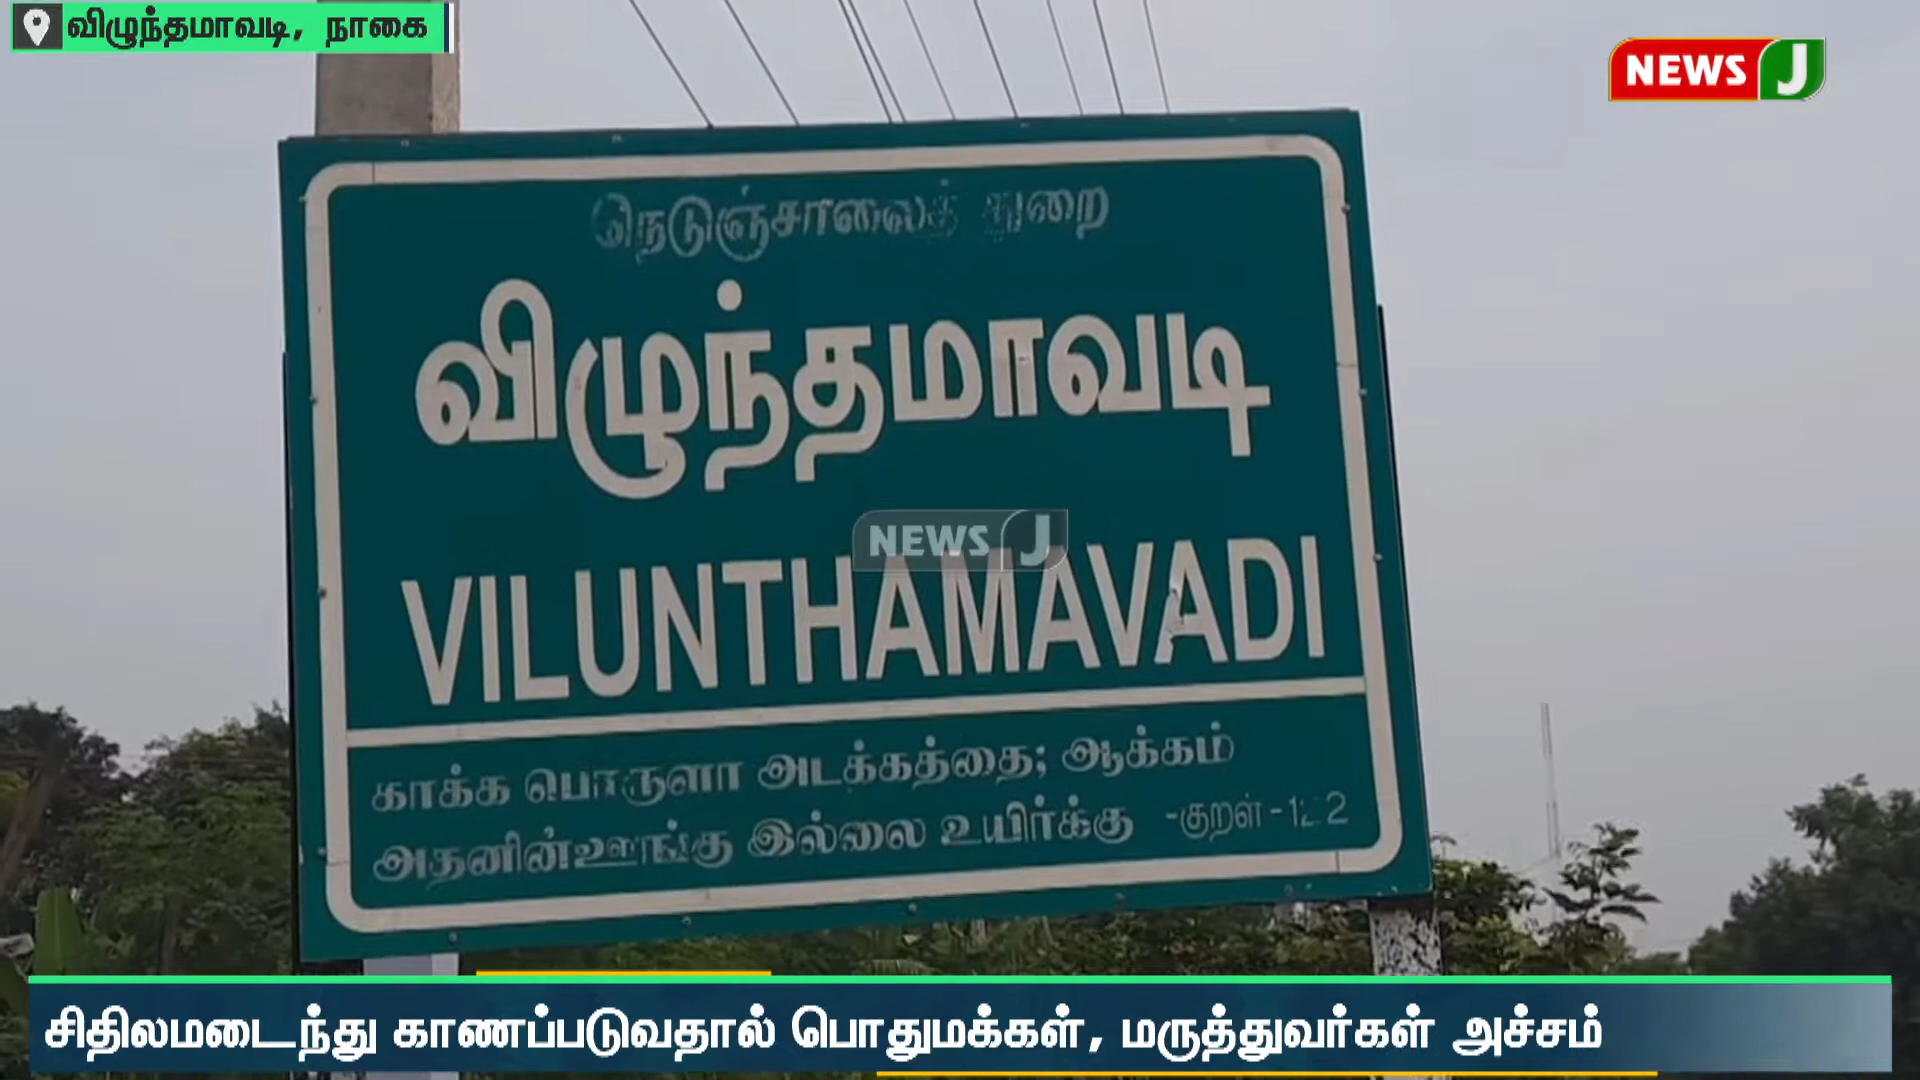 விழுந்தமாவடி, நாகை
NEWS J
நெடுஞ்சாலைத் துறை
விழுந்தமாவடி
NEWS J
VILUNTHAMAVADI
காக்க பொருளா அடக்கத்தை; ஆக்கம்
அதனின்ஊங்கு இல்லை உயிர்க்கு -குறள் -122
சிதிலமடைந்து காணப்படுவதால் பொதுமக்கள், மருத்துவர்கள் அச்சம்